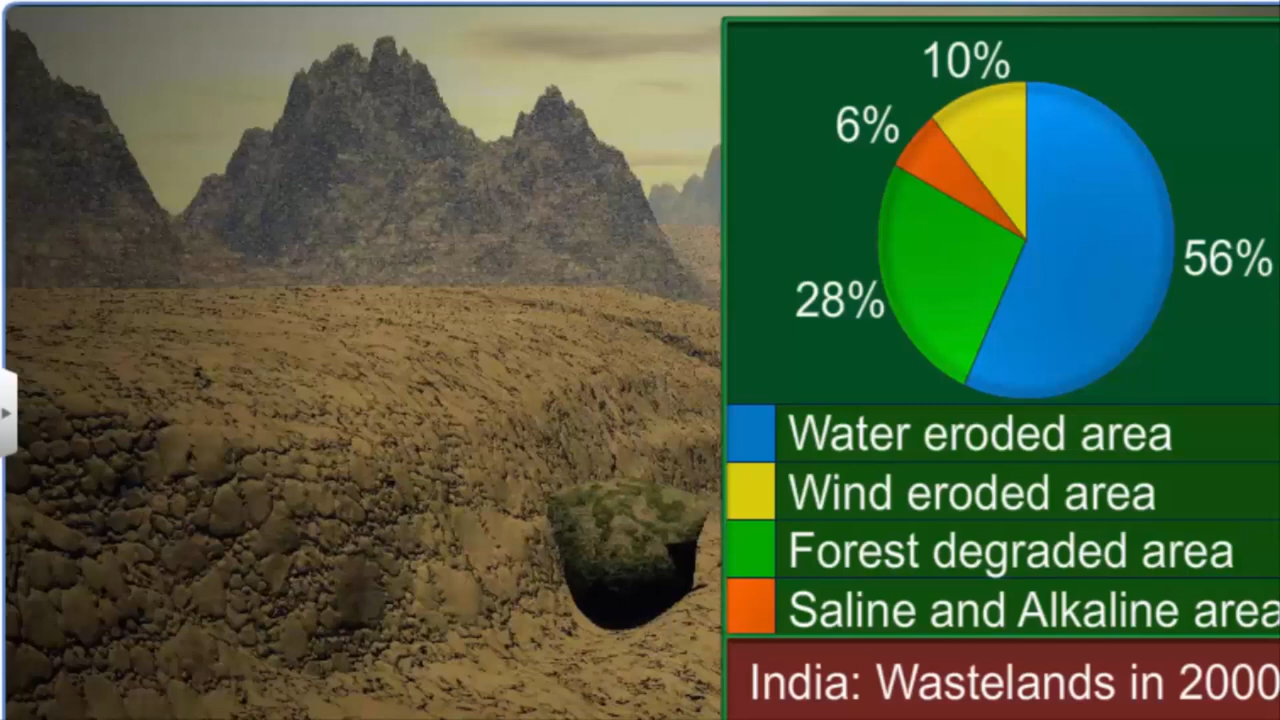 10%
6%
56%
28%
Water eroded area
Wind eroded area
Forest degraded area
Saline and Alkaline area
India: Wastelands in 2000